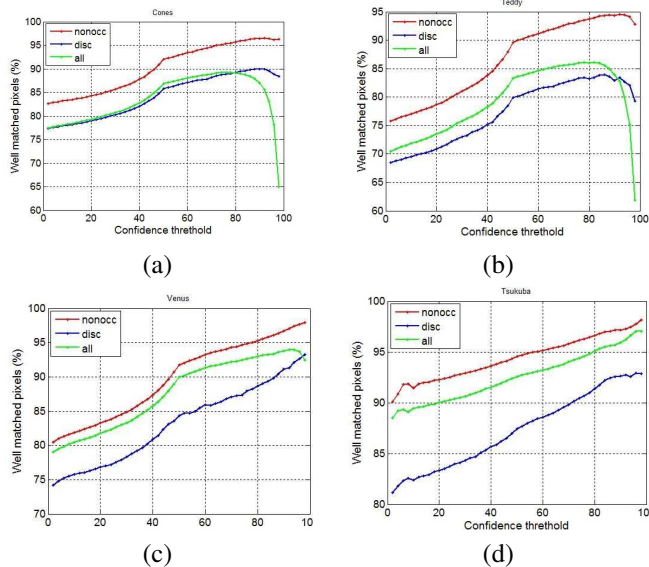 Cones
Well matched pixels (%)
100
95
90
85
80
75
70
65
60
nonocc
disc
all
0 20 40 60 80 100
Confidence threthold
(a)
Teddy
Well matched pixels (%)
95
90
85
80
75
70
65
60
nonocc
disc
all
0 20 40 60 80 100
Confidence threthold
(b)
Venus
Well matched pixels (%)
100
95
90
85
80
75
70
nonocc
disc
all
0 20 40 60 80 10
(c)
Tsukuba
Well matched pixels (%)
100
95
90
85
80
nonocc
disc
all
0 20 40 60 80 100
Confidence threthold
(d)